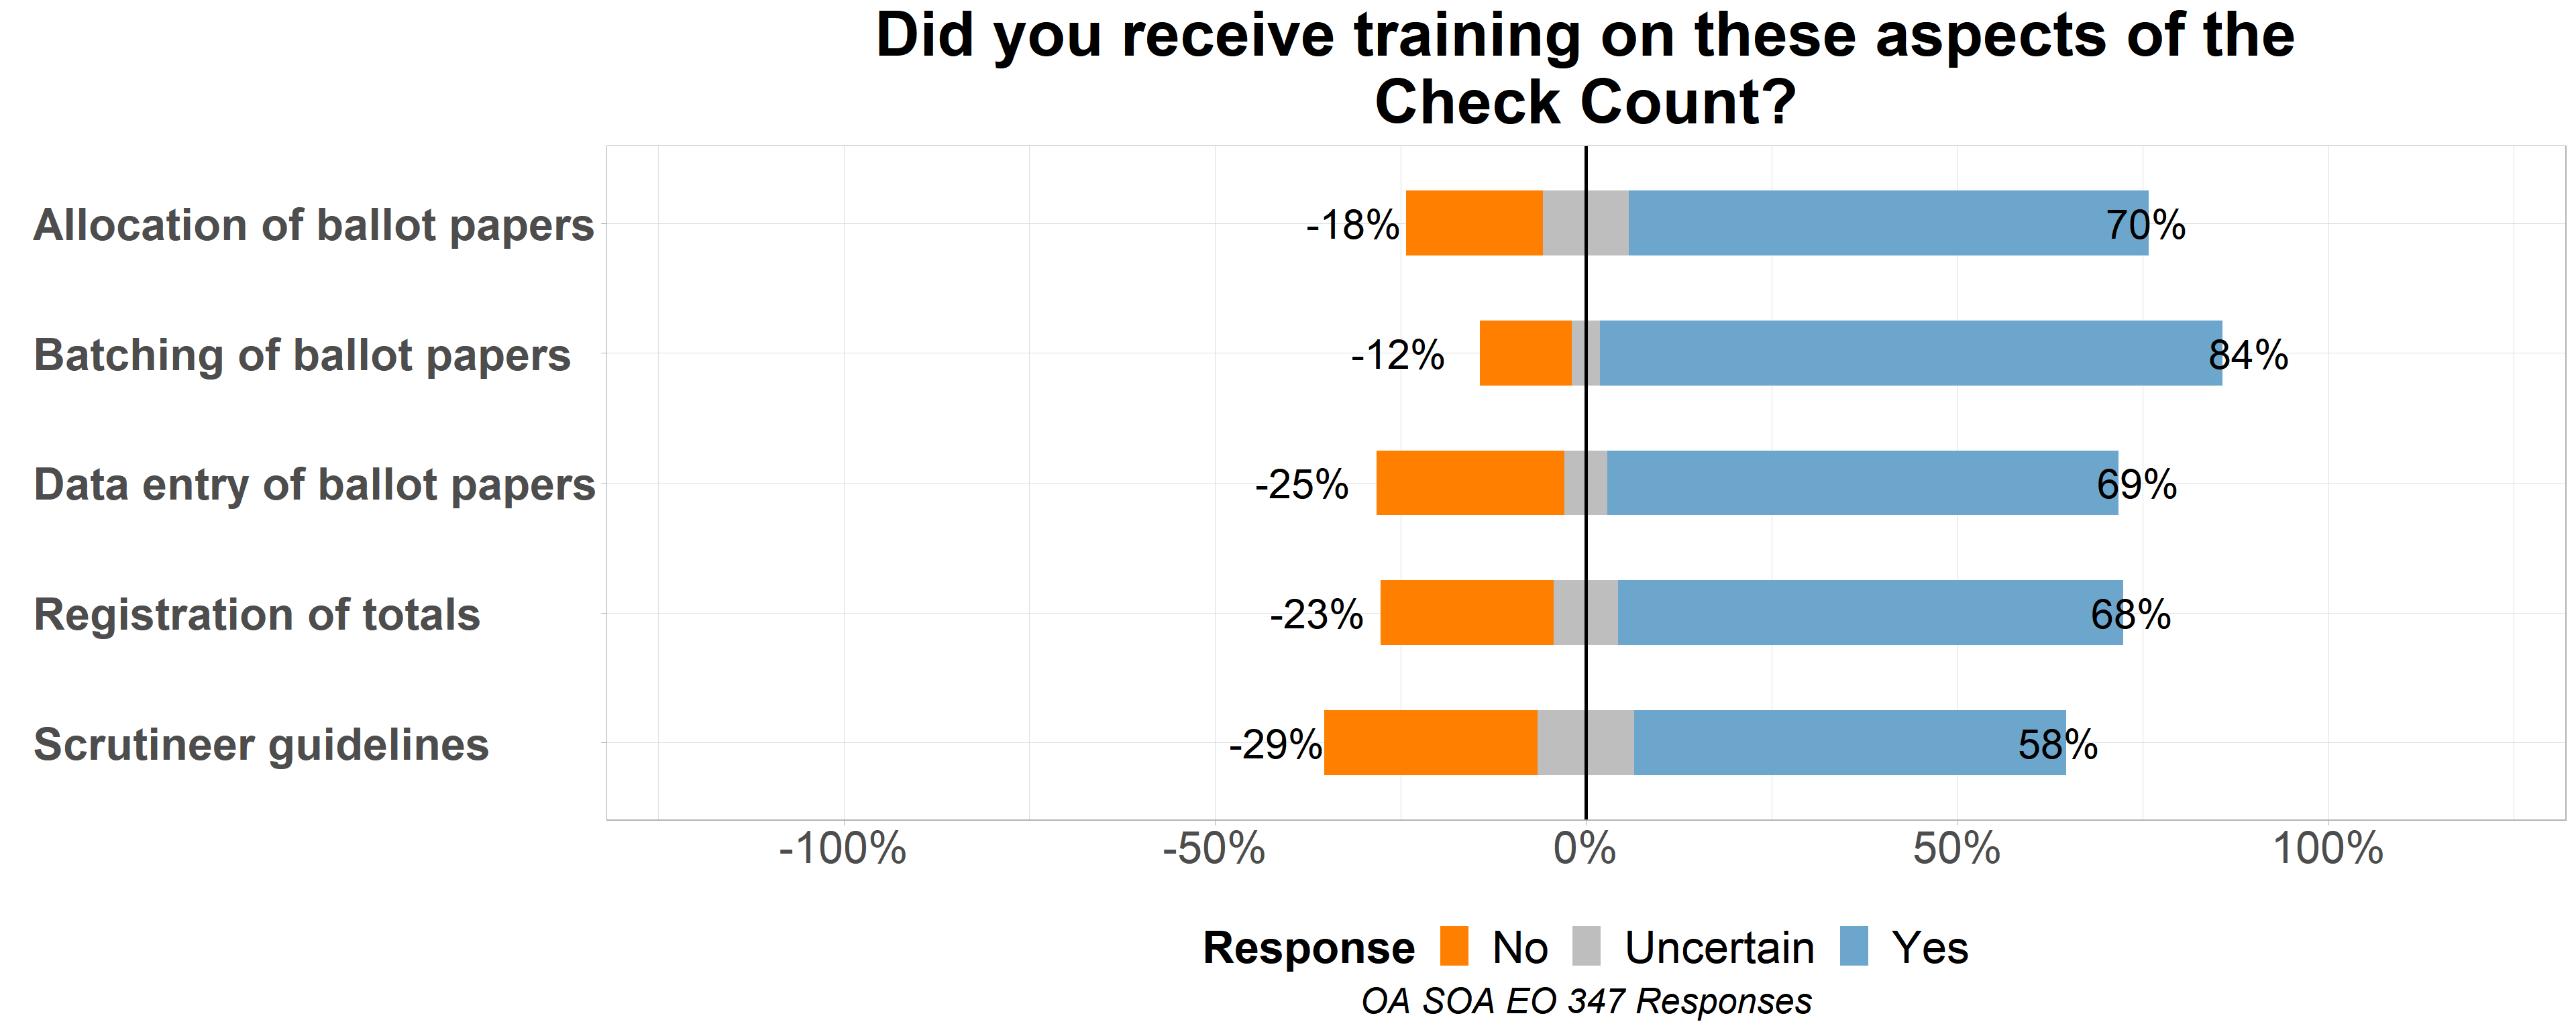 Did you receive training on these aspects of the
Check Count?
Allocation of ballot papers -18% 70%
Batching of ballot papers -12% 84%
Data entry of ballot papers -25% 69%
Registration of totals -23% 68%
Scrutineer guidelines -29% 58%
-100% -50% 0% 50% 100%
Response No Uncertain Yes
OA SOA EO 347 Responses